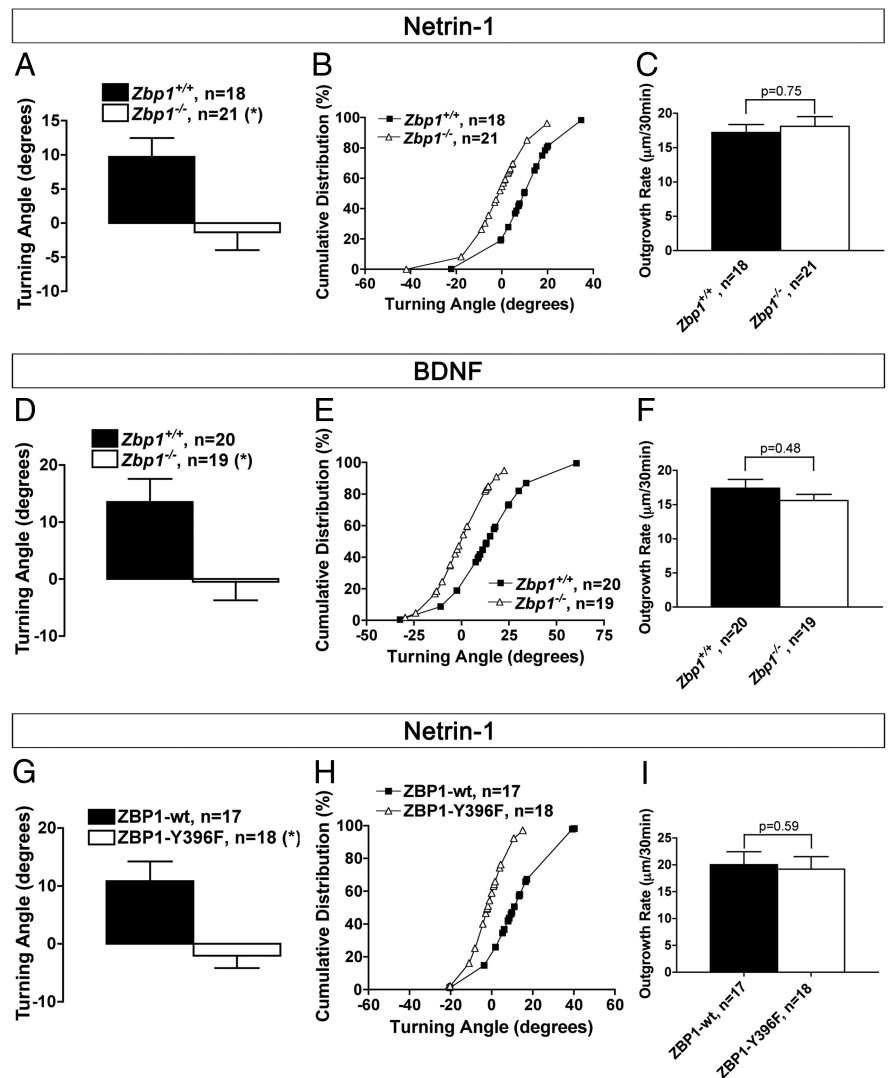 Netrin-1
A
Zbp1+/+, n=18
Zbp1-/-, n=21 (*)
Turning Angle (degrees)
15
10
5
0
-5
-10
B
Zbp1+/+, n=18
Zbp1-/-, n=21
Cumulative Distribution (%)
100
80
60
40
20
0
-60 -40 -20 0 20 40
Turning Angle (degrees)
C
p=0.75
Outgrowth Rate (μm/30min)
20
15
10
5
0
Zbp1+/+, n=18
Zbp1-/-, n=21
BDNF
D
Zbp1+/+, n=20
Zbp1-/-, n=19 (*)
Turning Angle (degrees)
20
10
0
-10
E
Cumulative Distribution (%)
100
80
60
40
20
0
Zbp1+/+, n=20
Zbp1-/-, n=19
-50 -25 0 25 50 75
Turning Angle (degrees)
F
p=0.48
Outgrowth Rate (μm/30min)
20
15
10
5
0
Zbp1+/+, n=20
Zbp1-/-, n=19
Netrin-1
G
ZBP1-wt, n=17
ZBP1-Y396F, n=18 (*)
Turning Angle (degrees)
20
10
0
-10
H
ZBP1-wt, n=17
ZBP1-Y396F, n=18
Cumulative Distribution (%)
100
80
60
40
20
0
-60 -40 -20 0 20 40 60
Turning Angle (degrees)
I
p=0.59
Outgrowth Rate (μm/30min)
25
20
15
10
5
0
ZBP1-wt, n=17
ZBP1-Y396F, n=18